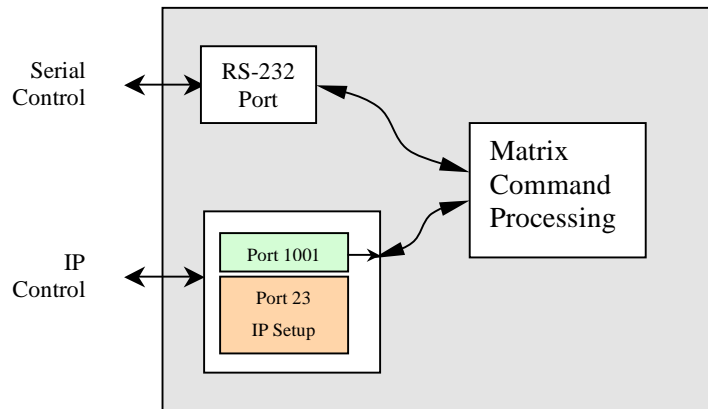 Serial
Control
RS-232
Port
Matrix
Command
Processing
IP
Control
Port 1001
Port 23
IP Setup